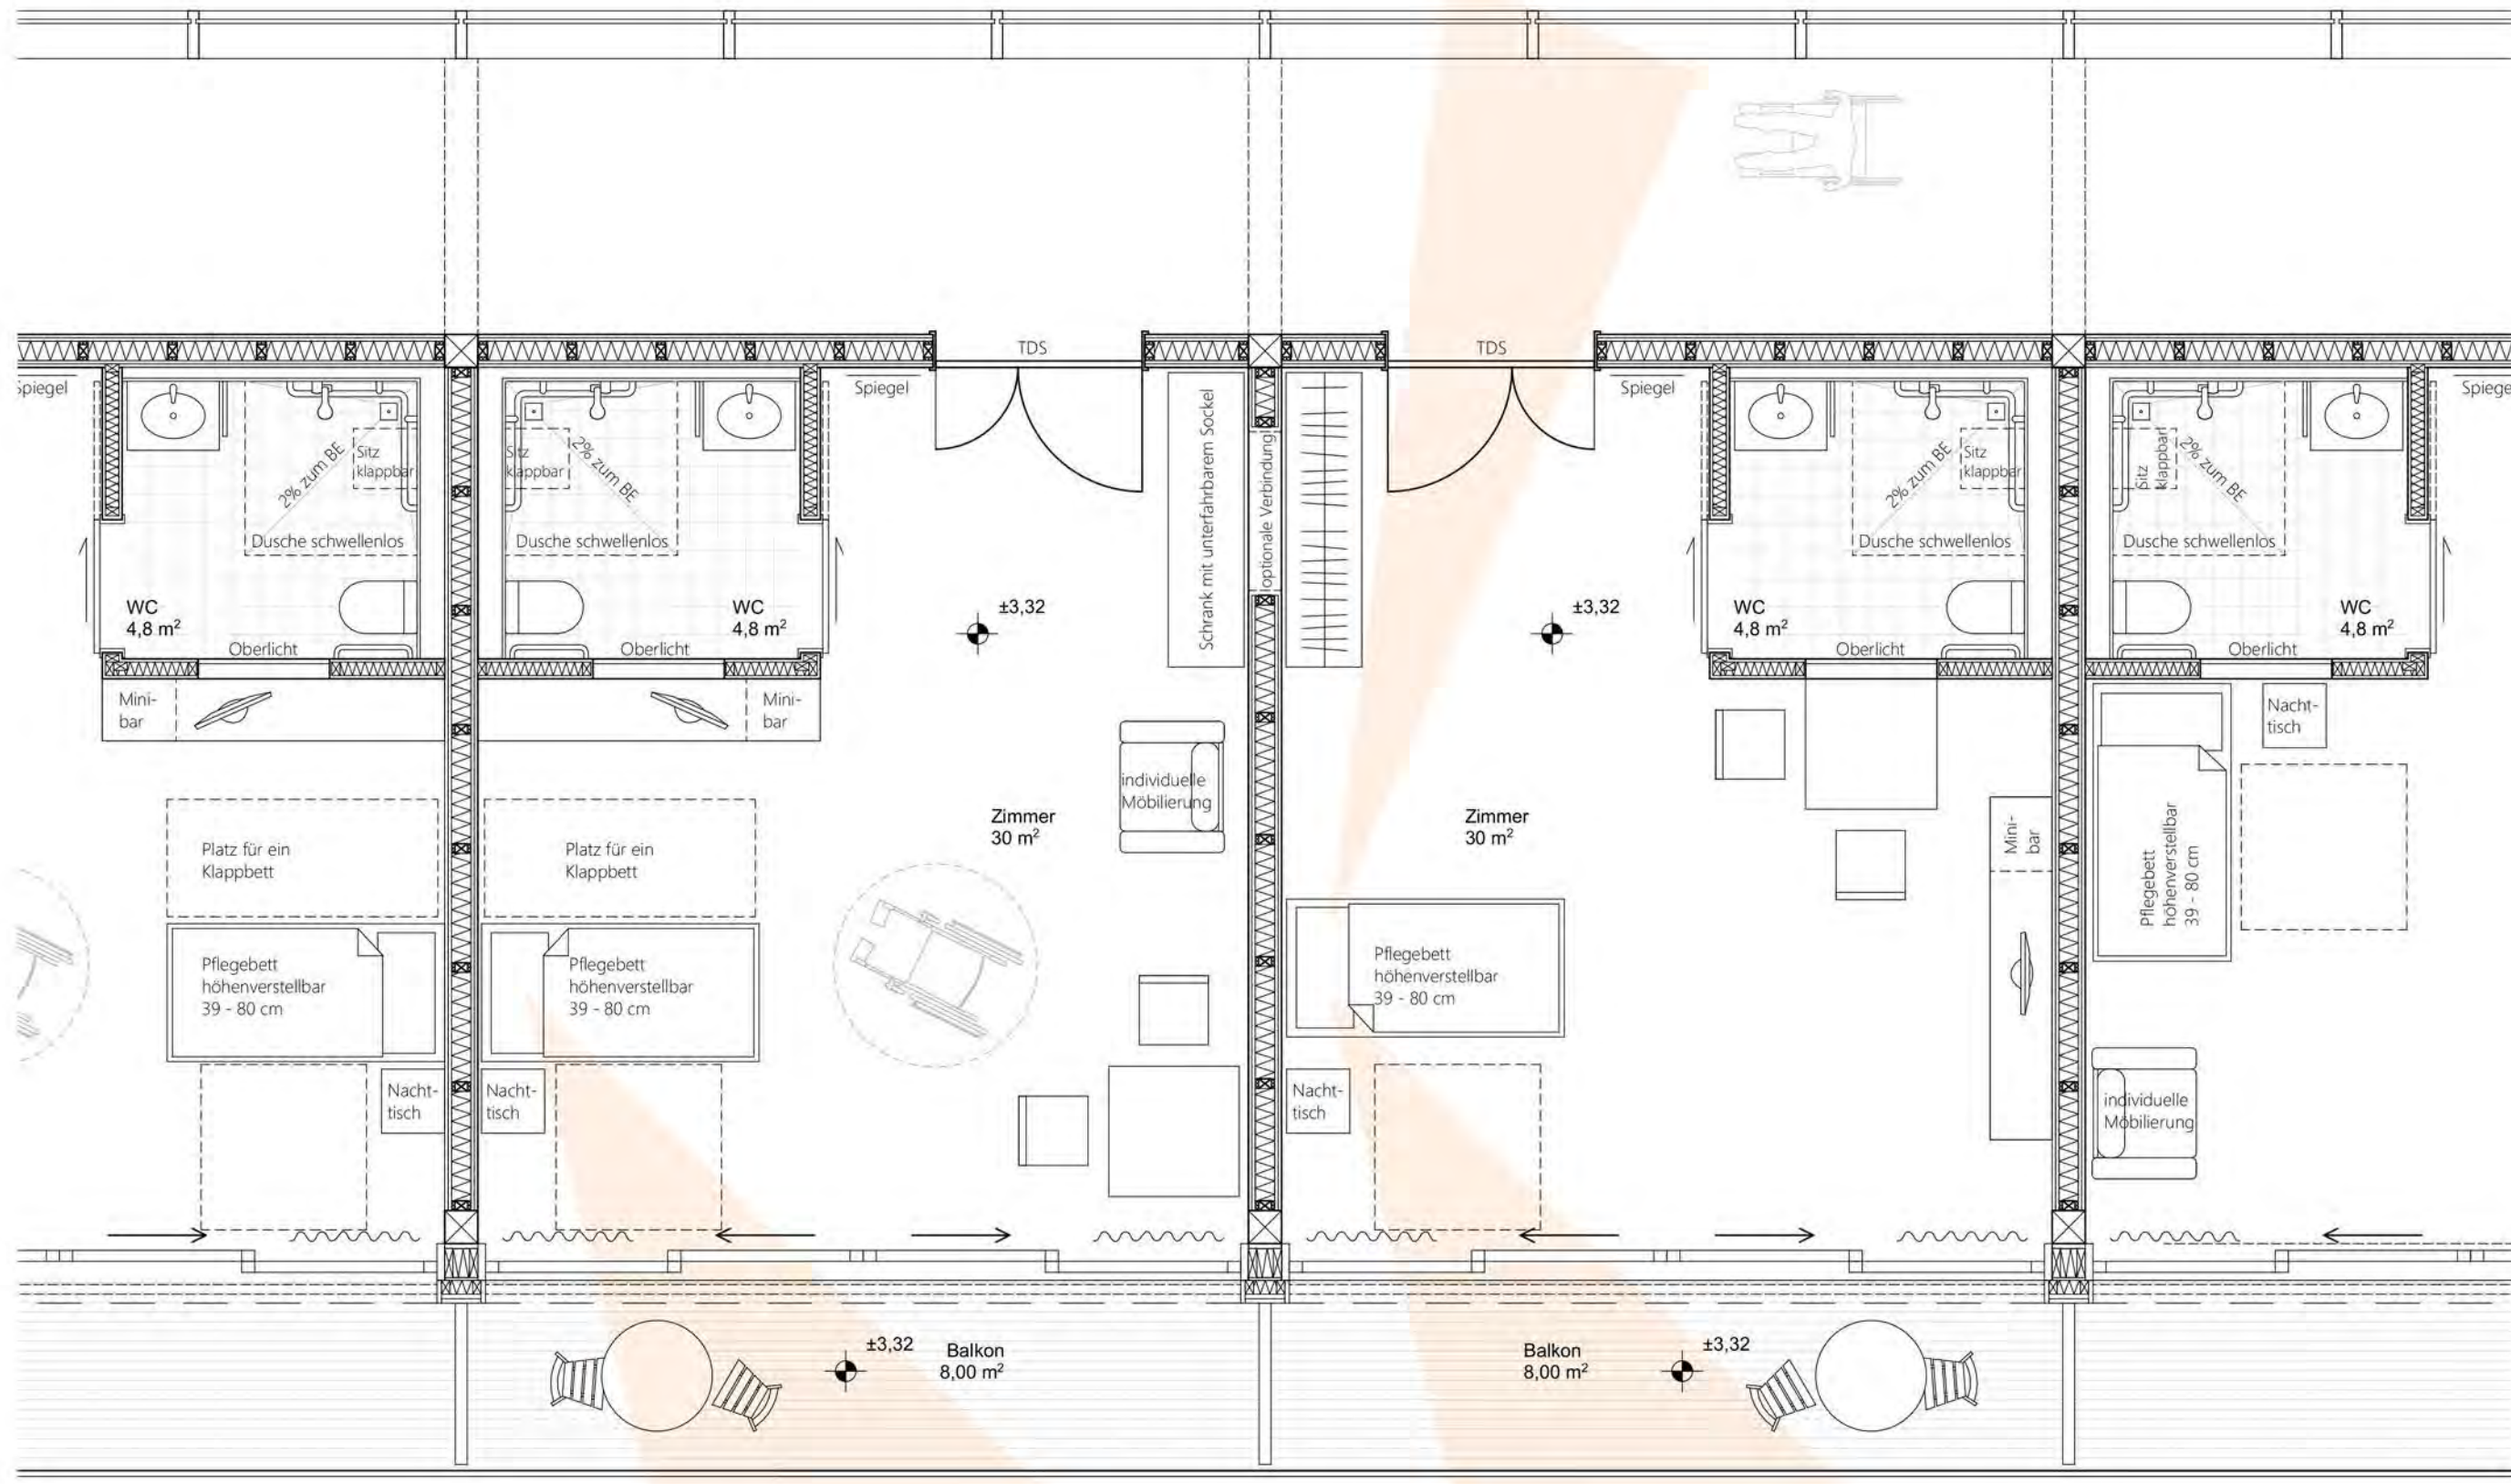 TDS
TDS
Spiegel
Spiegel
Spiegel
Spiege
2% zum BE
Sitz
klappbar
Dusche schwellenlos
WC
4,8 m²
Oberlicht
Sitz
klappbar
2% zum BE
Dusche schwellenlos
WC
4,8 m²
Oberlicht
Schrank mit unterfahrbarem Sockel
optionale Verbindung
±3,32
±3,32
2% zum BE
Sitz
klappbar
Dusche schwellenlos
WC
4,8 m²
Oberlicht
Sitz
klappbar
2% zum BE
Dusche schwellenlos
WC
4,8 m²
Oberlicht
Mini-
bar
Mini-
bar
Nacht-
tisch
individuelle
Möbilierung
Zimmer
30 m²
Zimmer
30 m²
Mini-
bar
Platz für ein
Klappbett
Platz für ein
Klappbett
Pflegebett
höhenverstellbar
39 - 80 cm
Pflegebett
höhenverstellbar
39 - 80 cm
Pflegebett
höhenverstellbar
39 - 80 cm
Pflegebett
höhenverstellbar
39 - 80 cm
Nacht-
tisch
Nacht-
tisch
Nacht-
tisch
individuelle
Möbilierung
±3,32
Balkon
8,00 m²
Balkon
8,00 m²
±3,32